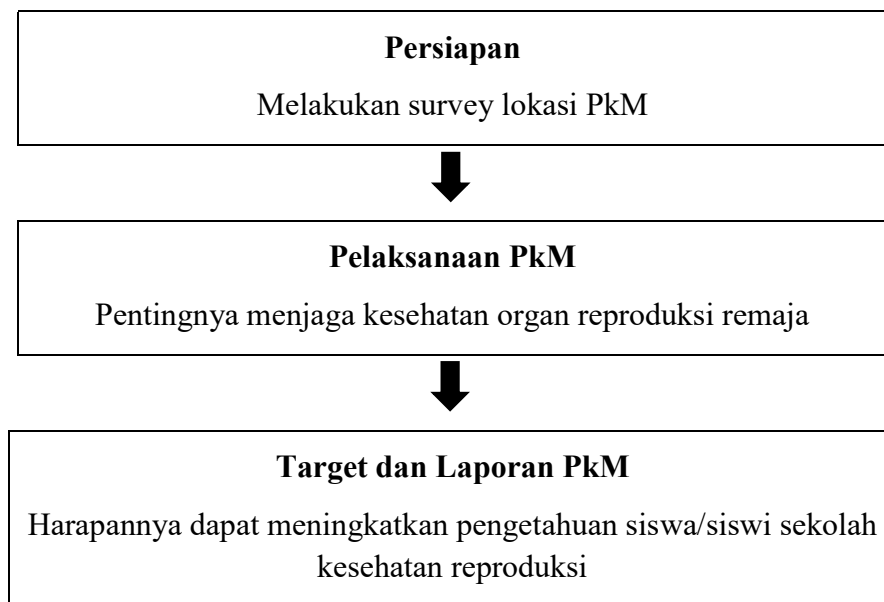 Persiapan
Melakukan survey lokasi PkM
Pelaksanaan PkM
Pentingnya menjaga kesehatan organ reproduksi remaja
Target dan Laporan PkM
Harapannya dapat meningkatkan pengetahuan siswa/siswi sekolah
kesehatan reproduksi